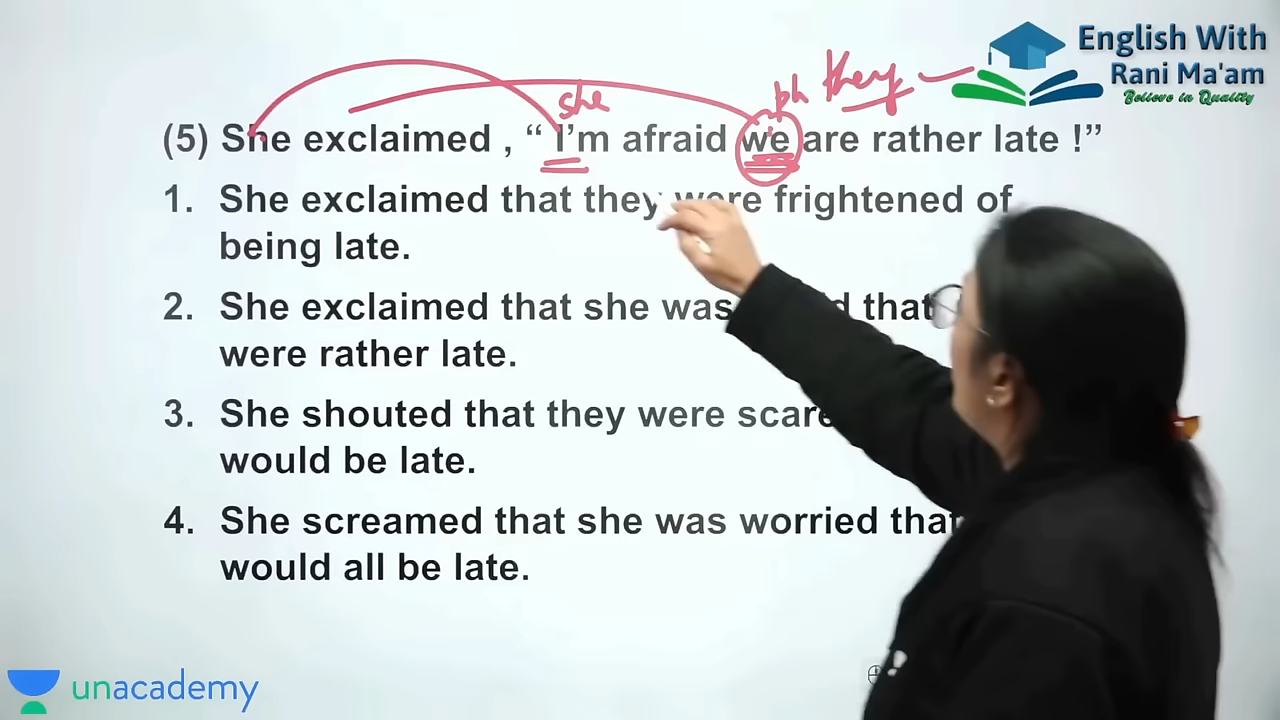 English With
Rani Ma'am
Believe in Quality
she
ph they
(5) She exclaimed , “ I’m afraid we are rather late !”
1. She exclaimed that they were frightened of
being late.
2. She exclaimed that she was that
were rather late.
3. She shouted that they were
would be late.
4. She screamed that she was worried that
would all be late.
unacademy